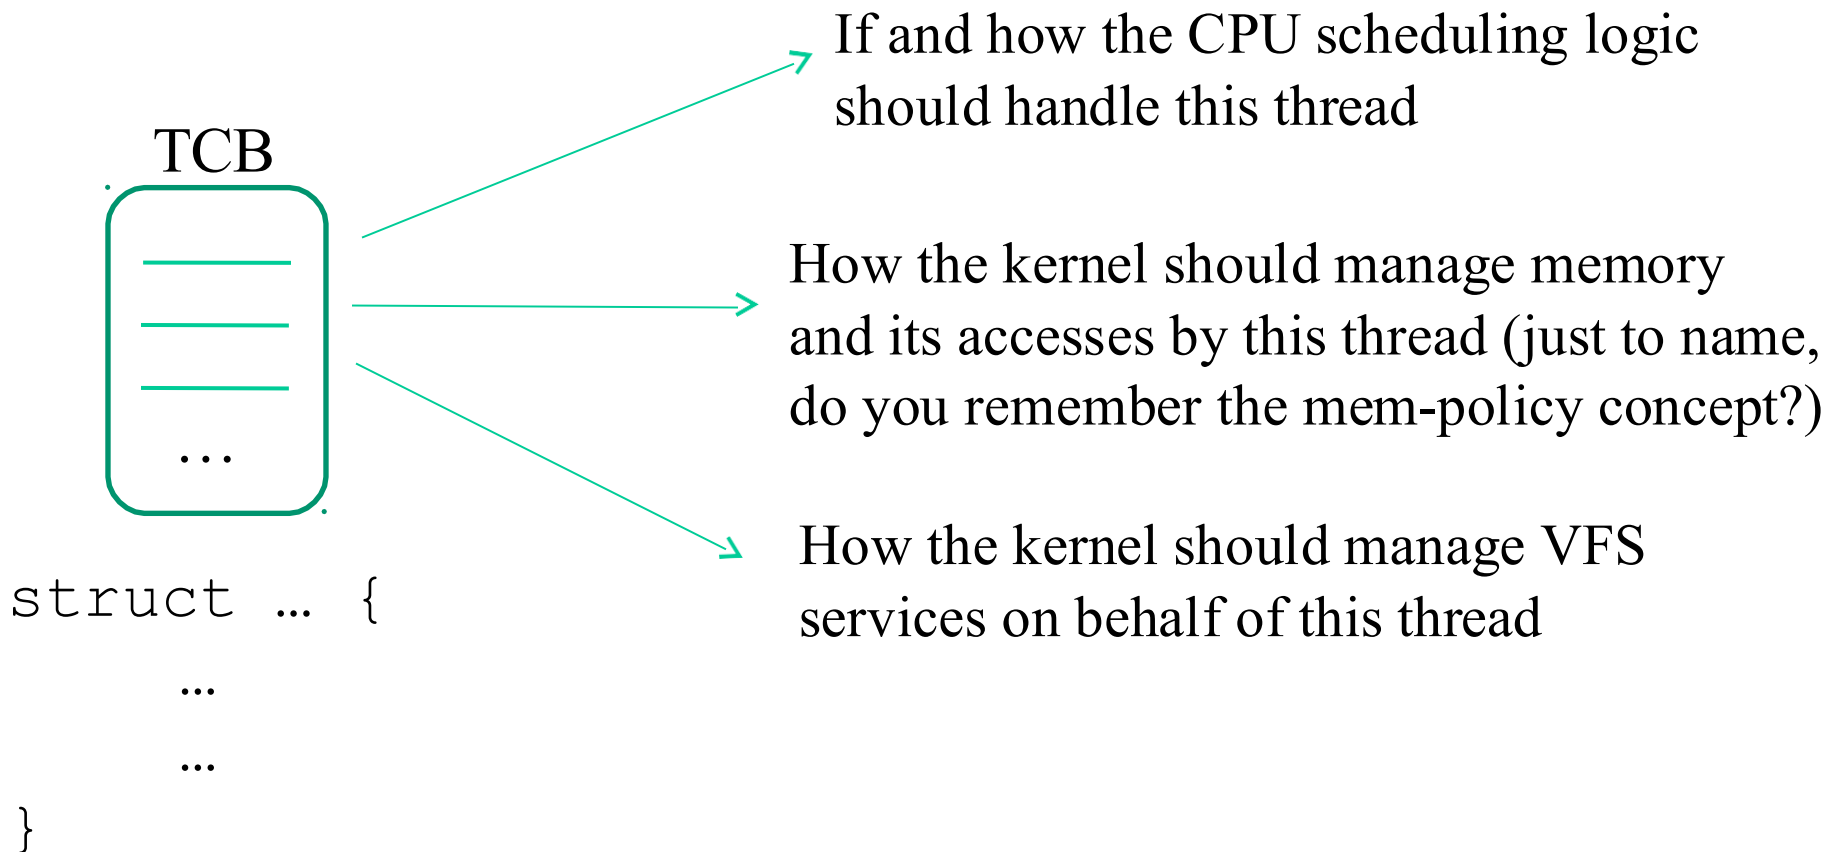 TCB
…
struct … {
…
…
}
If and how the CPU scheduling logic
should handle this thread
How the kernel should manage memory
and its accesses by this thread (just to name,
do you remember the mem-policy concept?)
How the kernel should manage VFS
services on behalf of this thread